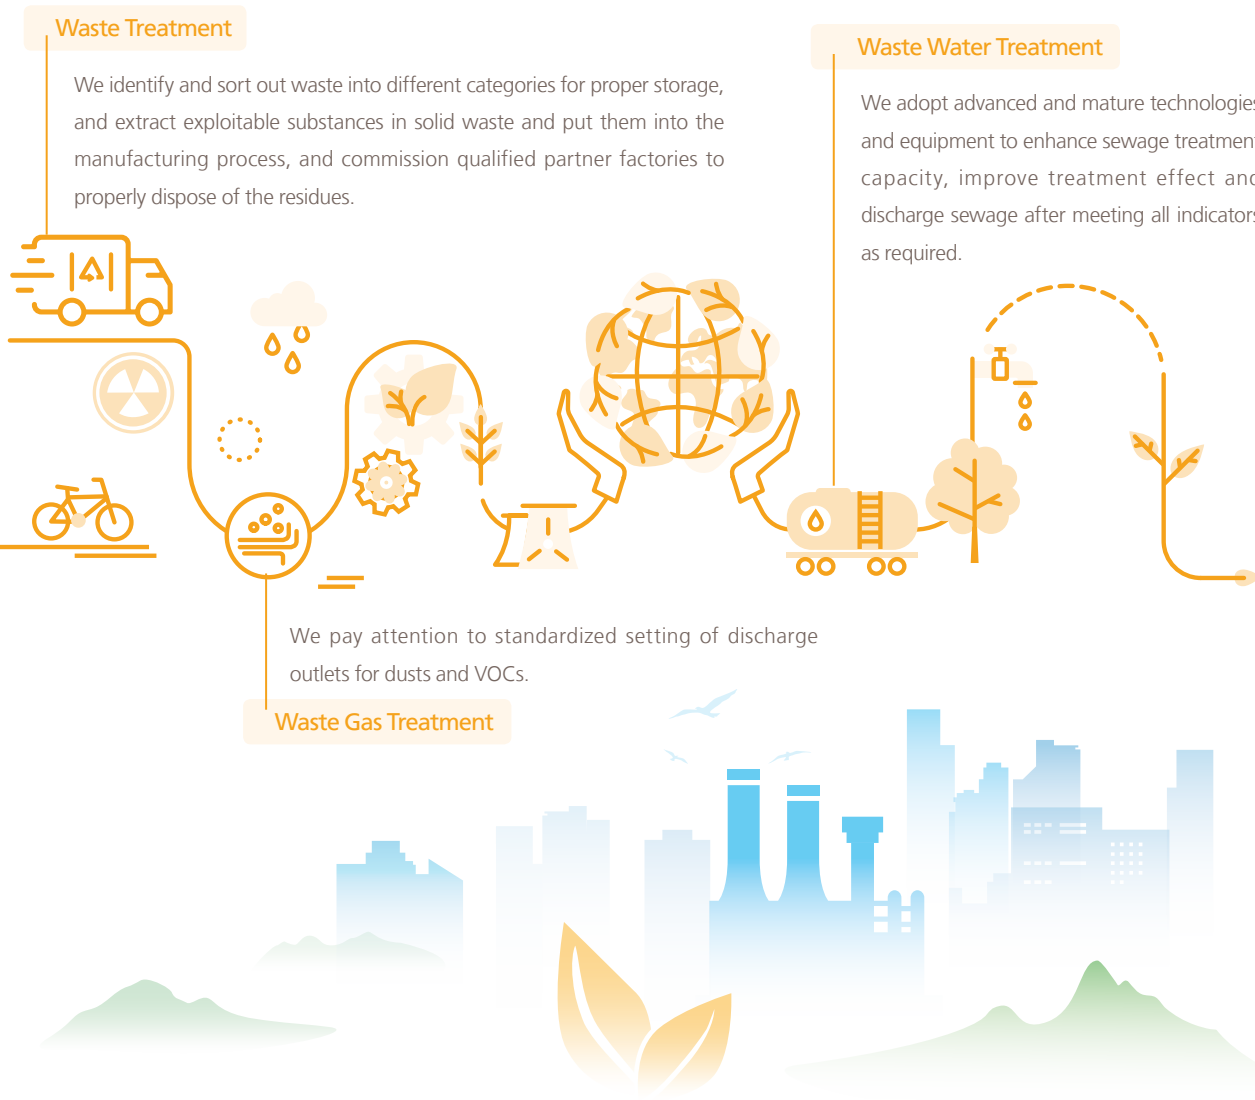 Waste Treatment
We identify and sort out waste into different categories for proper storage,
and extract exploitable substances in solid waste and put them into the
manufacturing process, and commission qualified partner factories to
properly dispose of the residues.
Waste Water Treatment
We adopt advanced and mature technologies
and equipment to enhance sewage treatment
capacity, improve treatment effect and
discharge sewage after meeting all indicators
as required.
We pay attention to standardized setting of discharge
outlets for dusts and VOCs.
Waste Gas Treatment